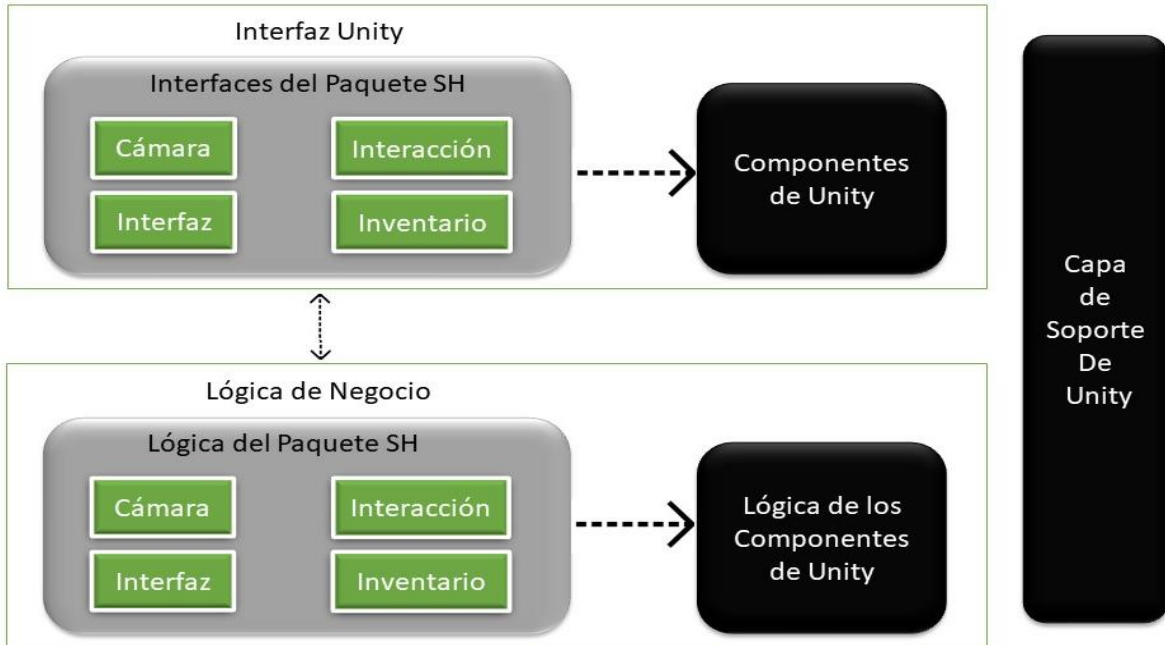 Interfaz Unity
Interfaces del Paquete SH
Cámara
Interacción
Interfaz
Inventario
Componentes
de Unity
Lógica de Negocio
Lógica del Paquete SH
Cámara
Interacción
Interfaz
Inventario
Lógica de los
Componentes
de Unity
Capa
de
Soporte
De
Unity